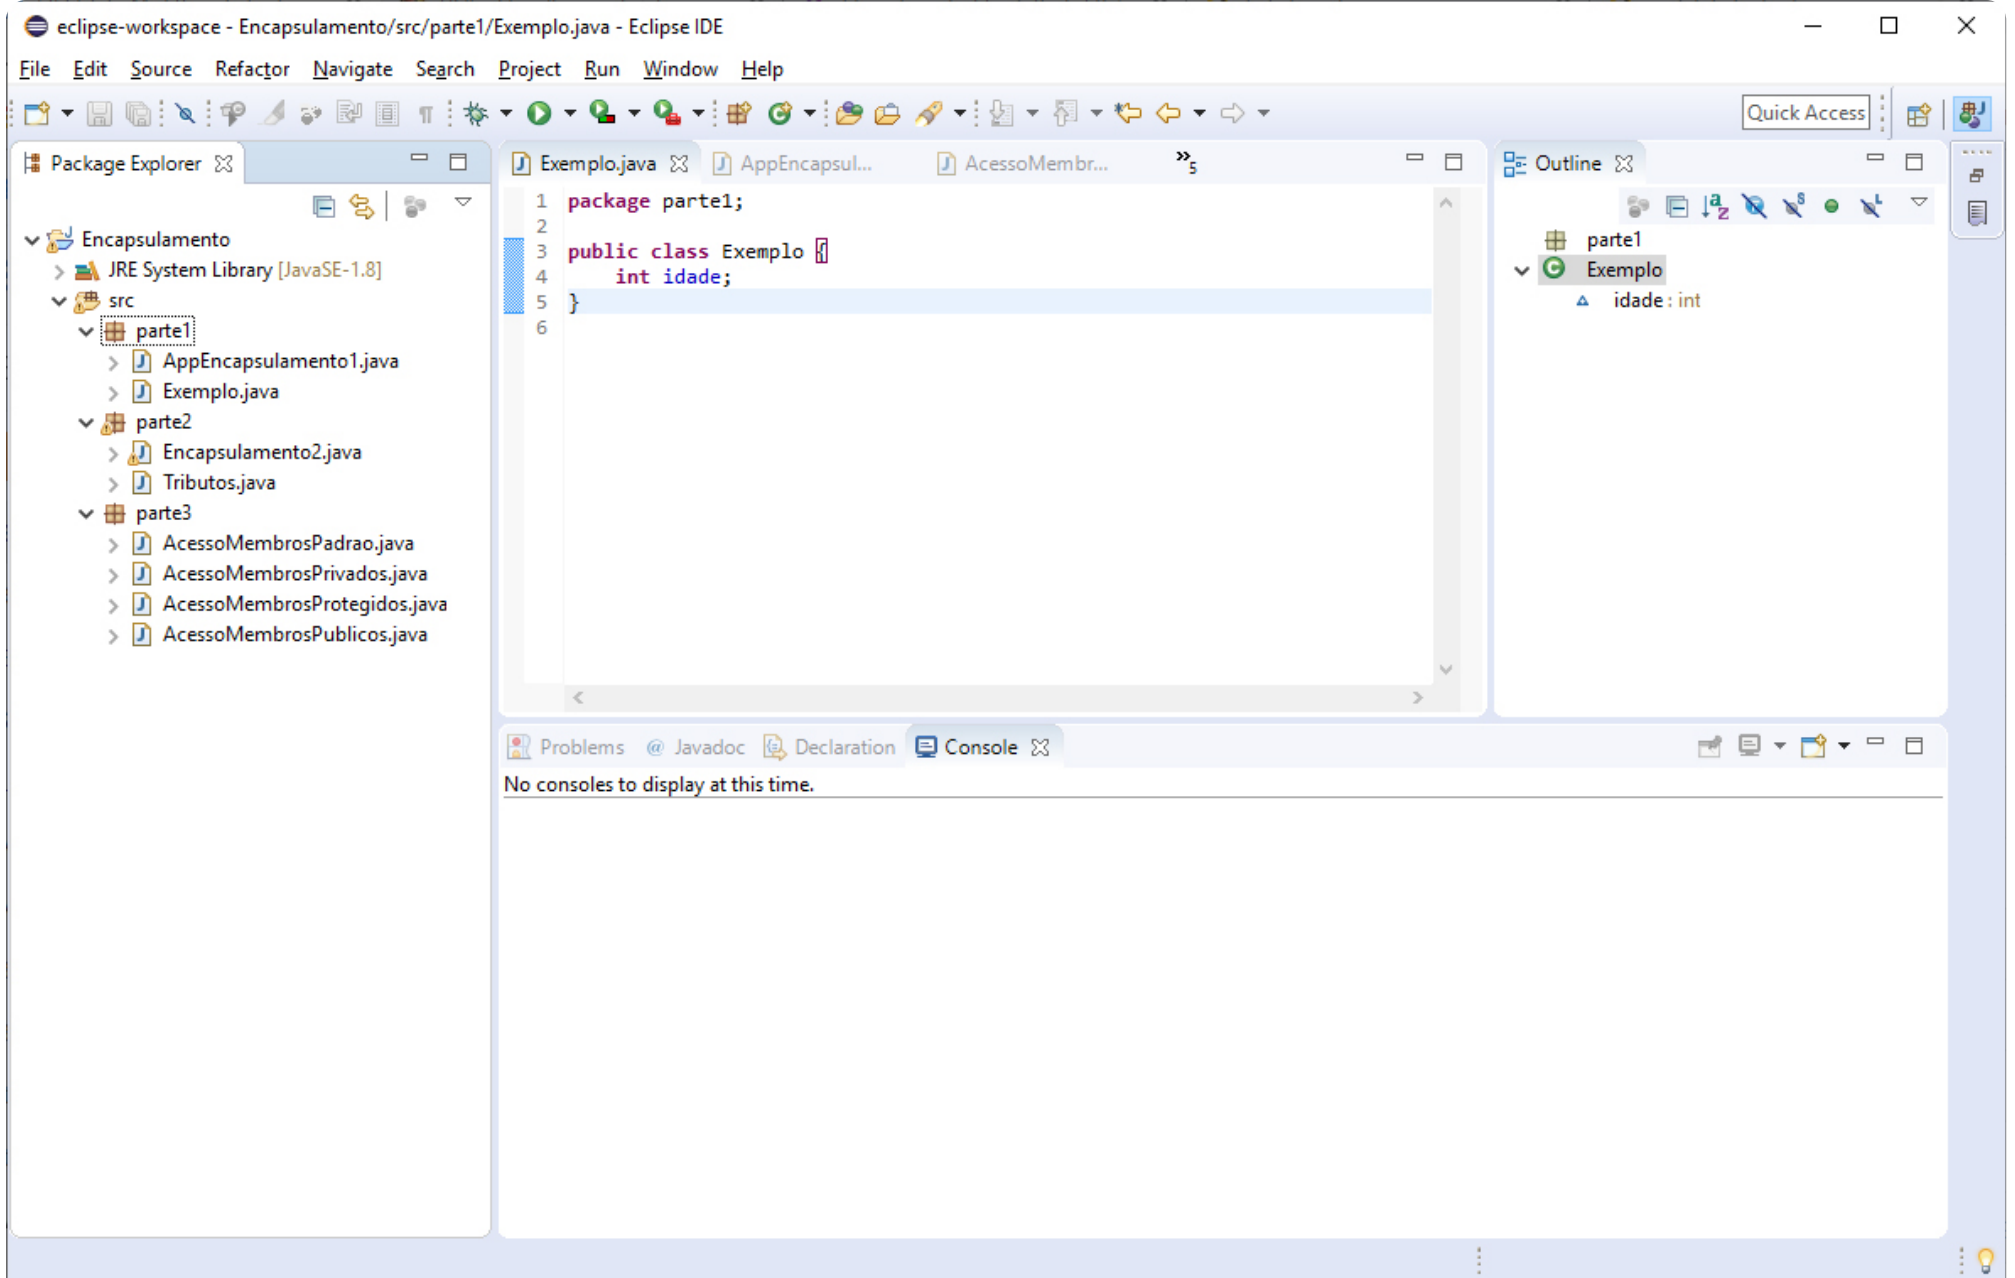 eclipse-workspace - Encapsulamento/src/parte1/Exemplo.java - Eclipse IDE
File Edit Source Refactor Navigate Search Project Run Window Help
Quick Access
Package Explorer
Encapsulamento
JRE System Library [JavaSE-1.8]
src
parte1
AppEncapsulamento1.java
Exemplo.java
parte2
Encapsulamento2.java
Tributos.java
parte3
AcessoMembrosPadrao.java
AcessoMembrosPrivados.java
AcessoMembrosProtegidos.java
AcessoMembrosPublicos.java
Exemplo.java AppEncapsul... AcessoMembr... »5
1 package parte1;
2
3 public class Exemplo {
4 int idade;
5 }
6
Outline
parte1
Exemplo
idade : int
Problems @ Javadoc Declaration Console
No consoles to display at this time.